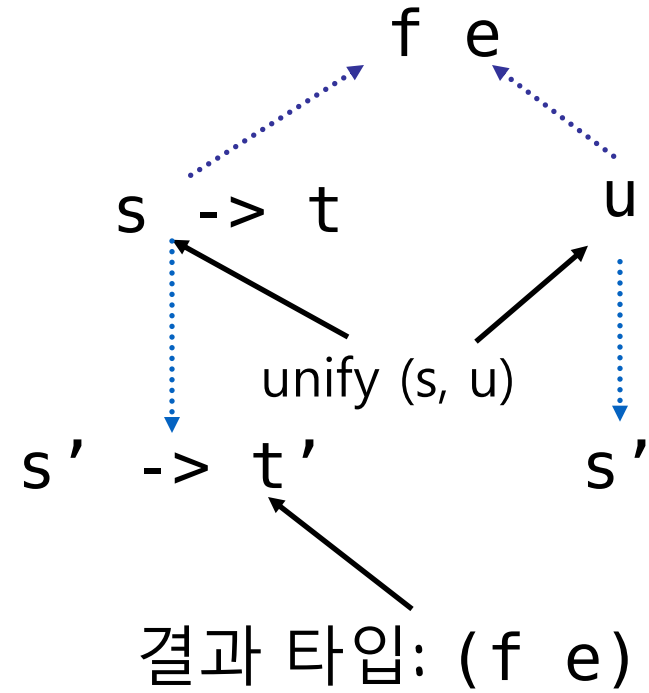 f e
s -> t u
unify (s, u)
s’ -> t’ s’
결과 타입: (f e)